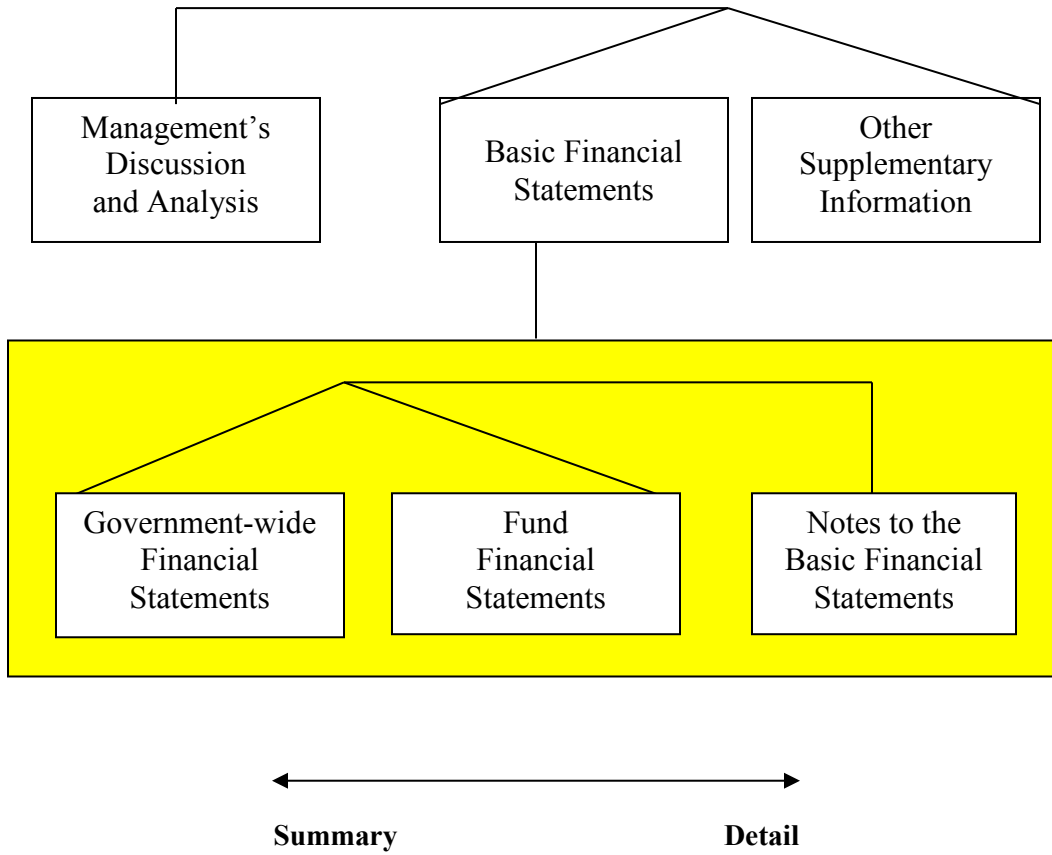 Management’s
Discussion
and Analysis
Basic Financial
Statements
Other
Supplementary
Information
Government-wide
Financial
Statements
Fund
Financial
Statements
Notes to the
Basic Financial
Statements
Summary
Detail